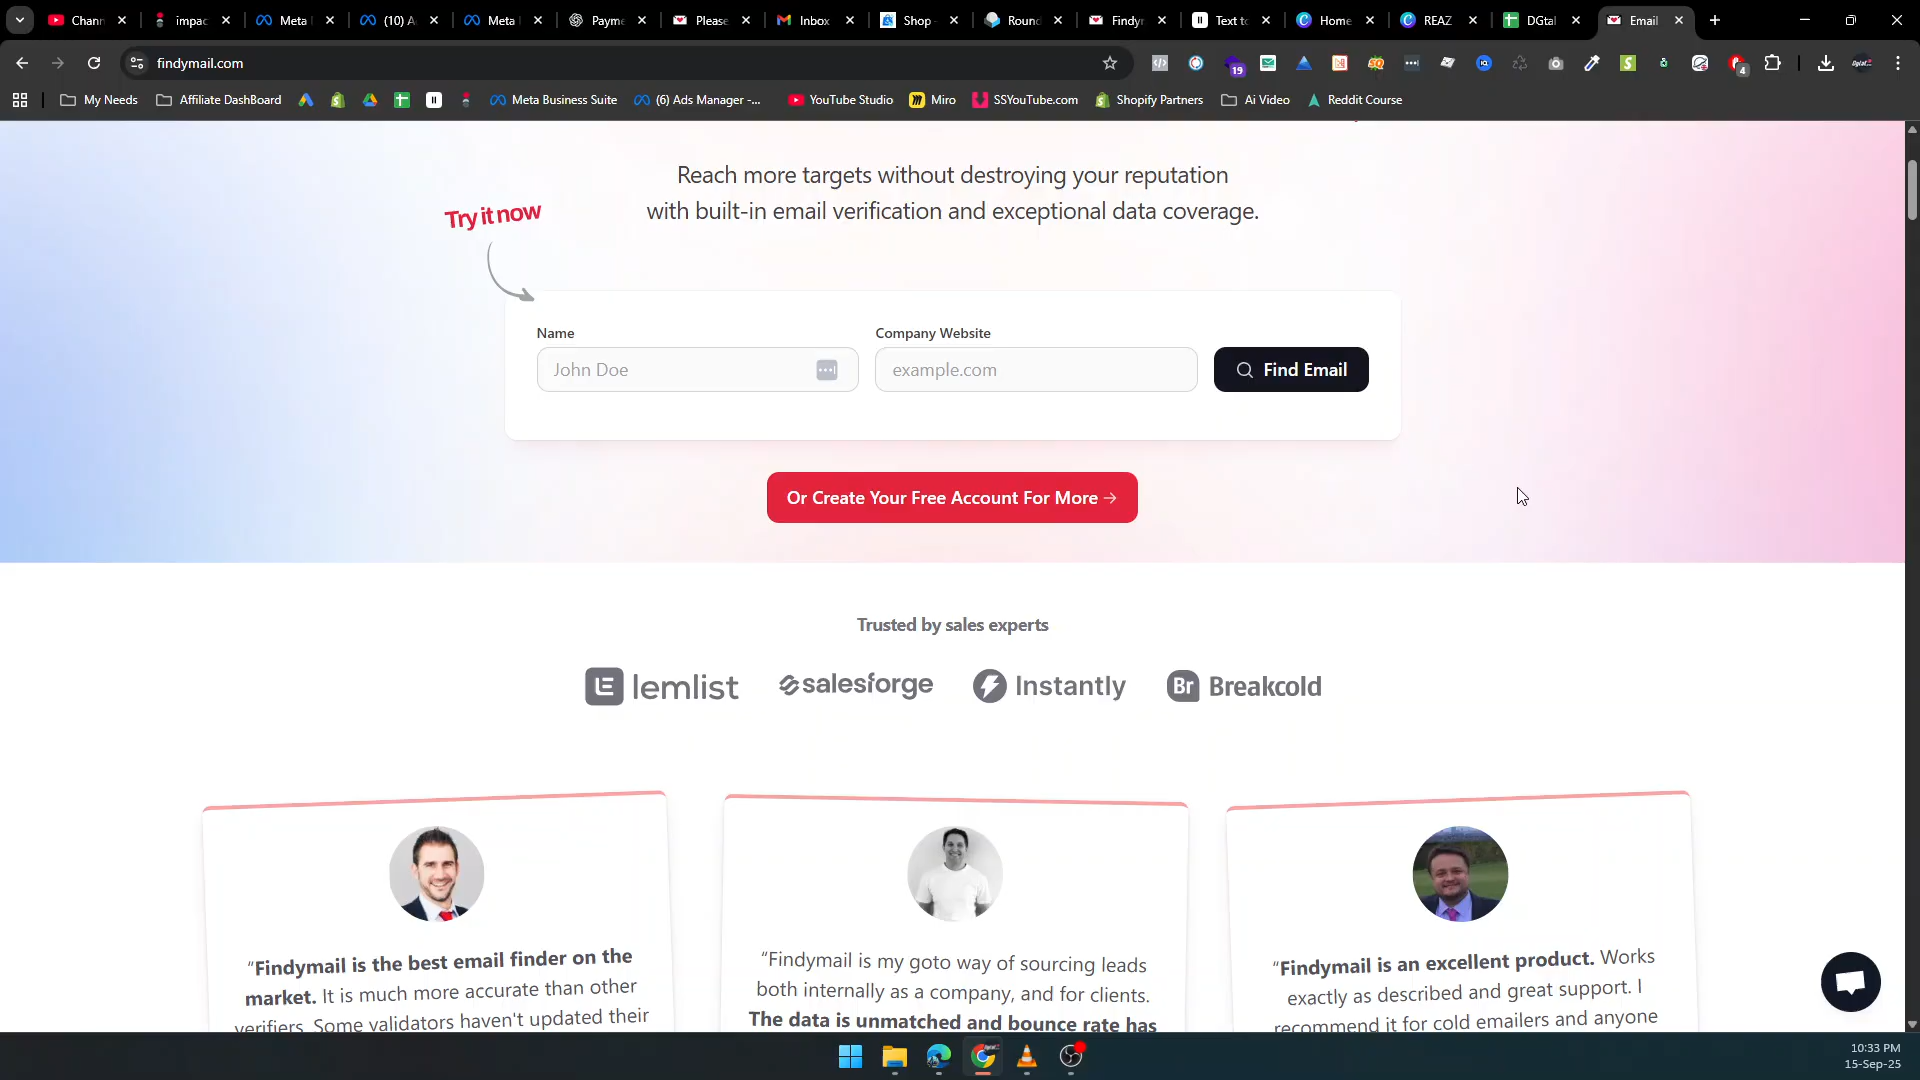 Chann
impac
Meta
(10) A
Meta
Payme
Please
Inbox
Shop
Round
Findyr
Text to
Home
REAZ
DGtal
Email
findymail.com
19
4
My Needs
Affiliate DashBoard
Meta Business Suite
(6) Ads Manager -...
YouTube Studio
Miro
SSYouTube.com
Shopify Partners
Ai Video
Reddit Course
Reach more targets without destroying your reputation
with built-in email verification and exceptional data coverage.
Try it now
Name
Company Website
John Doe
example.com
Find Email
Or Create Your Free Account For More →
Trusted by sales experts
lemlist
salesforge
Instantly
Br Breakcold
“Findymail is the best email finder on the
market. It is much more accurate than other
verifiers. Some validators haven't updated their
“Findymail is my goto way of sourcing leads
both internally as a company, and for clients.
The data is unmatched and bounce rate has
“Findymail is an excellent product. Works
exactly as described and great support. I
recommend it for cold emailers and anyone
10:33 PM
15-Sep-25